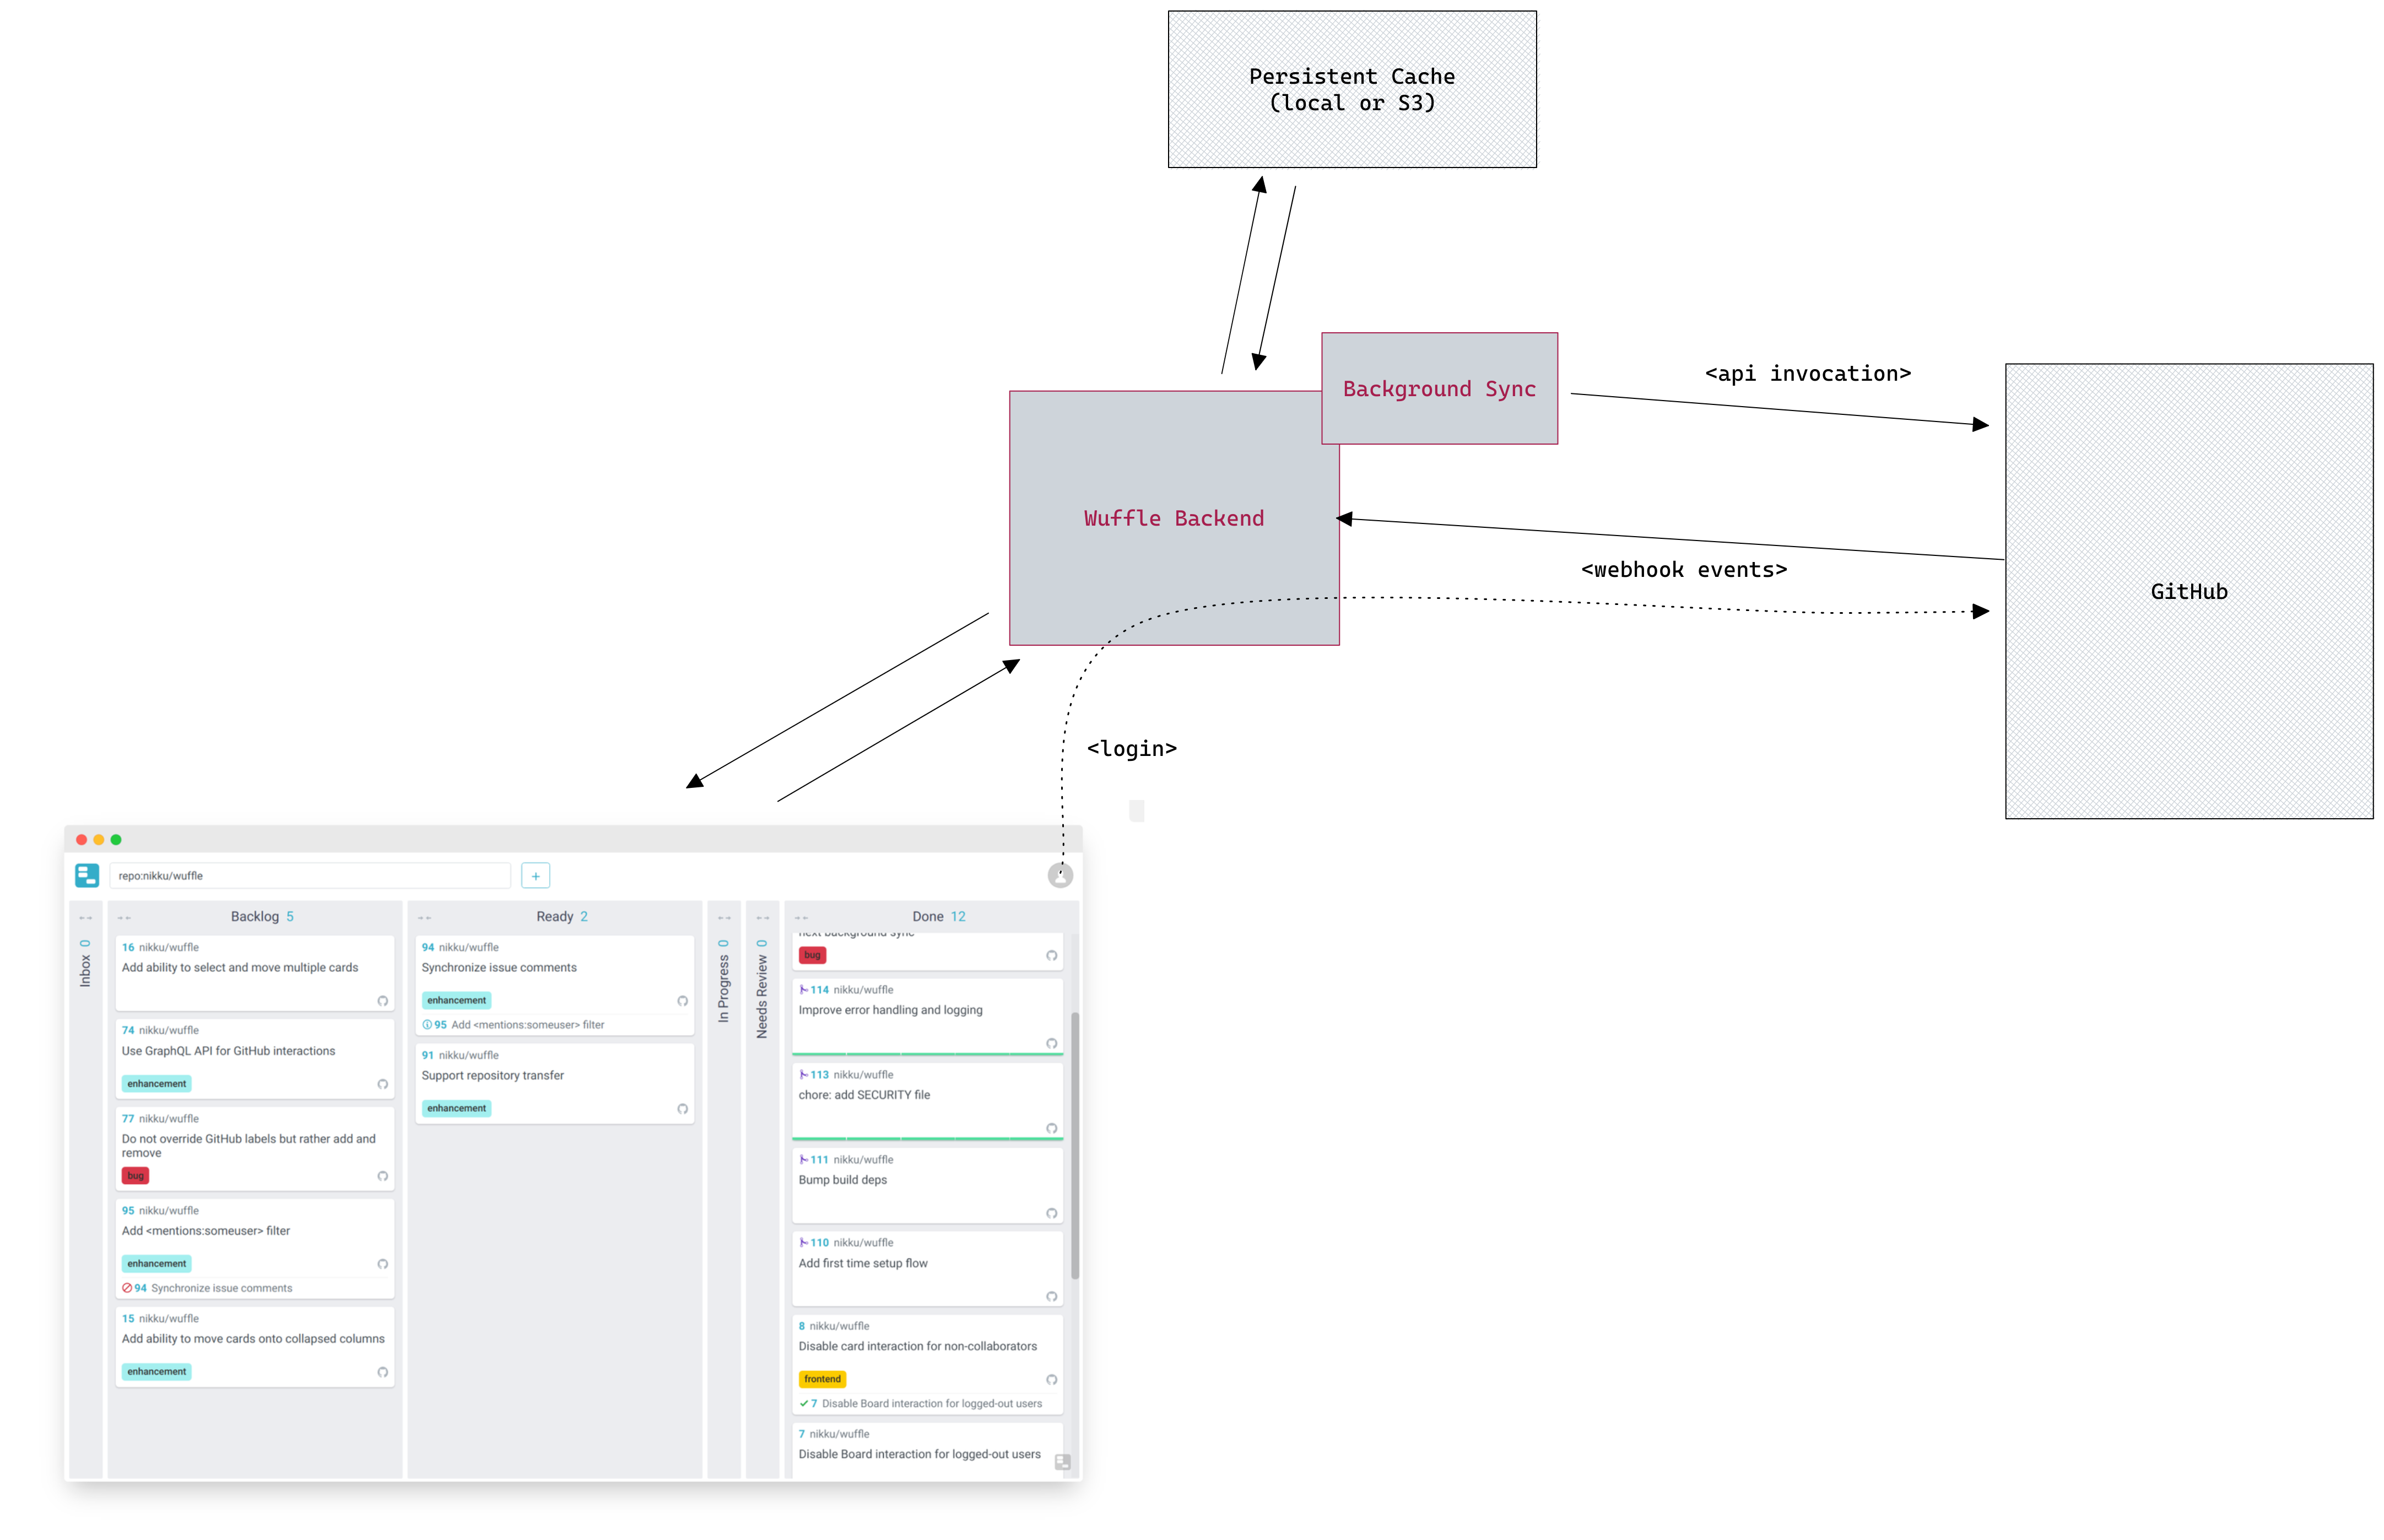 Persistent Cache
(local or S3)
Background Sync
<api invocation>
Wuffle Backend
<webhook events>
GitHub
<login>
repo:nikku/wuffle
+
Inbox 0
Backlog 5
16 nikku/wuffle
Add ability to select and move multiple cards
74 nikku/wuffle
Use GraphQL API for GitHub interactions
enhancement
77 nikku/wuffle
Do not override GitHub labels but rather add and
remove
bug
95 nikku/wuffle
Add <mentions:someuser> filter
enhancement
94 Synchronize issue comments
15 nikku/wuffle
Add ability to move cards onto collapsed columns
enhancement
Ready 2
94 nikku/wuffle
Synchronize issue comments
enhancement
95 Add <mentions:someuser> filter
91 nikku/wuffle
Support repository transfer
enhancement
In Progress 0
Needs Review 0
Done 12
next background sync
bug
114 nikku/wuffle
Improve error handling and logging
113 nikku/wuffle
chore: add SECURITY file
111 nikku/wuffle
Bump build deps
110 nikku/wuffle
Add first time setup flow
8 nikku/wuffle
Disable card interaction for non-collaborators
frontend
7 Disable Board interaction for logged-out users
7 nikku/wuffle
Disable Board interaction for logged-out users